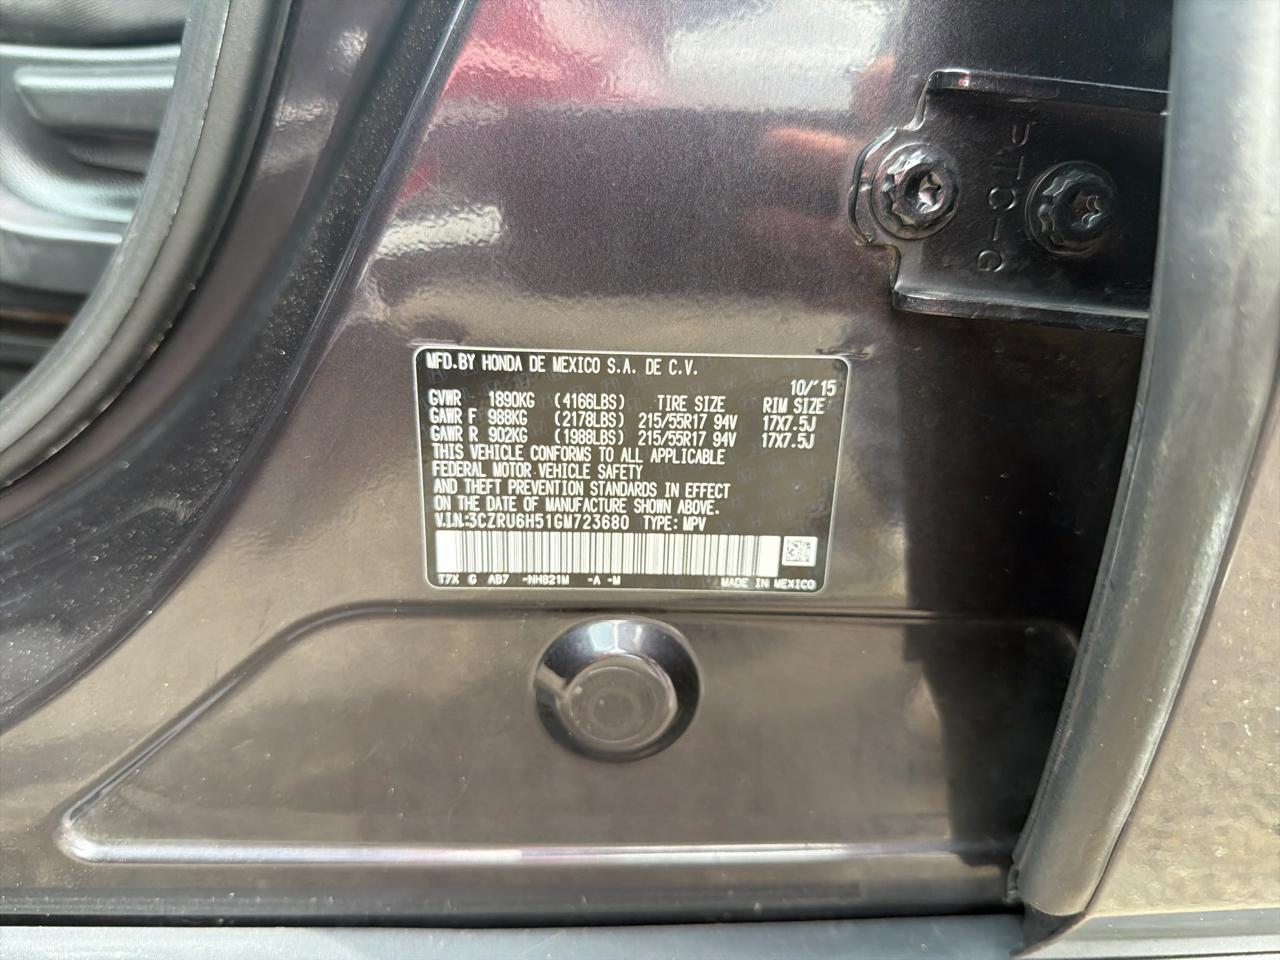 MFD.BY HONDA DE MEXICO S.A. DE C.V.
10/'15
GVWR 1890KG (4166LBS) TIRE SIZE RIM SIZE
GAWR F 988KG (2178LBS) 215/55R17 94V 17X7.5J
GAWR R 902KG (1988LBS) 215/55R17 94V 17X7.5J
THIS VEHICLE CONFORMS TO ALL APPLICABLE
FEDERAL MOTOR VEHICLE SAFETY
AND THEFT PREVENTION STANDARDS IN EFFECT
ON THE DATE OF MANUFACTURE SHOWN ABOVE.
V.I.N:3CZRU6H51GM723680 TYPE: MPV
T7X G AB7 -NH821M -A -M MADE IN MEXICO